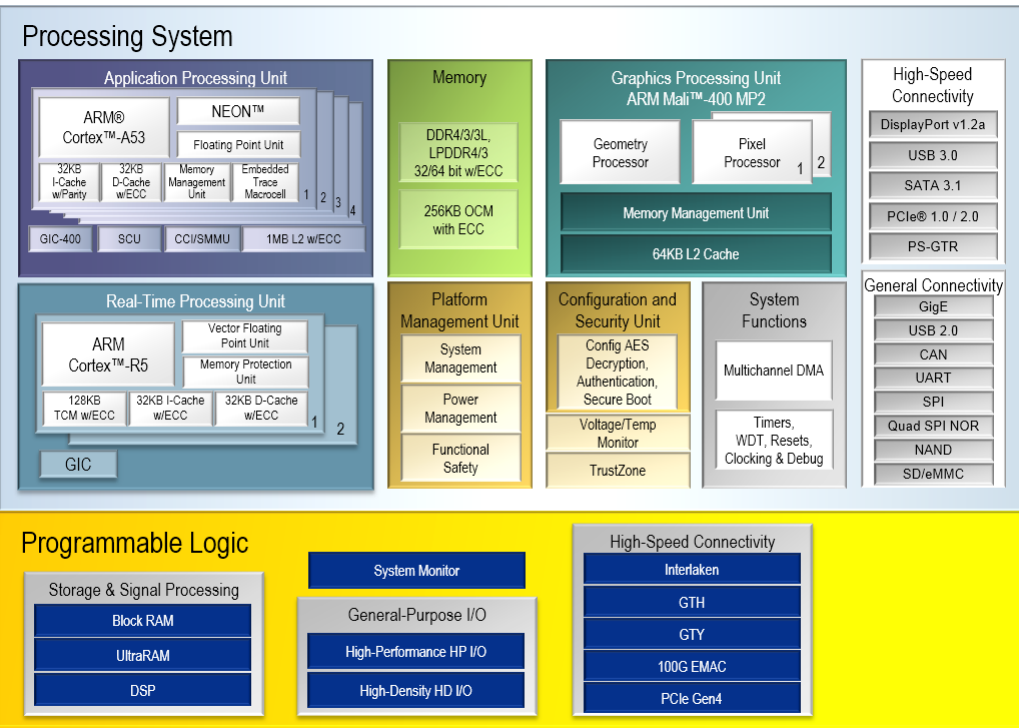 Processing System
Application Processing Unit
ARM®
Cortex™-A53
NEON™
Floating Point Unit
32KB
I-Cache
w/Parity
32KB
D-Cache
w/ECC
Memory
Management
Unit
Embedded
Trace
Macrocell
1
2
3
4
GIC-400
SCU
CCI/SMMU
1MB L2 w/ECC
Memory
DDR4/3/3L,
LPDDR4/3
32/64 bit w/ECC
256KB OCM
with ECC
Graphics Processing Unit
ARM Mali™-400 MP2
Geometry
Processor
Pixel
Processor
1
2
Memory Management Unit
64KB L2 Cache
High-Speed
Connectivity
DisplayPort v1.2a
USB 3.0
SATA 3.1
PCIe® 1.0 / 2.0
PS-GTR
Real-Time Processing Unit
ARM
Cortex™-R5
Vector Floating
Point Unit
Memory Protection
Unit
128KB
TCM w/ECC
32KB I-Cache
w/ECC
32KB D-Cache
w/ECC
1
2
GIC
Platform
Management Unit
System
Management
Power
Management
Functional
Safety
Configuration and
Security Unit
Config AES
Decryption,
Authentication,
Secure Boot
Voltage/Temp
Monitor
TrustZone
System
Functions
Multichannel DMA
Timers,
WDT, Resets,
Clocking & Debug
General Connectivity
GigE
USB 2.0
CAN
UART
SPI
Quad SPI NOR
NAND
SD/eMMC
Programmable Logic
Storage & Signal Processing
Block RAM
UltraRAM
DSP
System Monitor
General-Purpose I/O
High-Performance HP I/O
High-Density HD I/O
High-Speed Connectivity
Interlaken
GTH
GTY
100G EMAC
PCIe Gen4